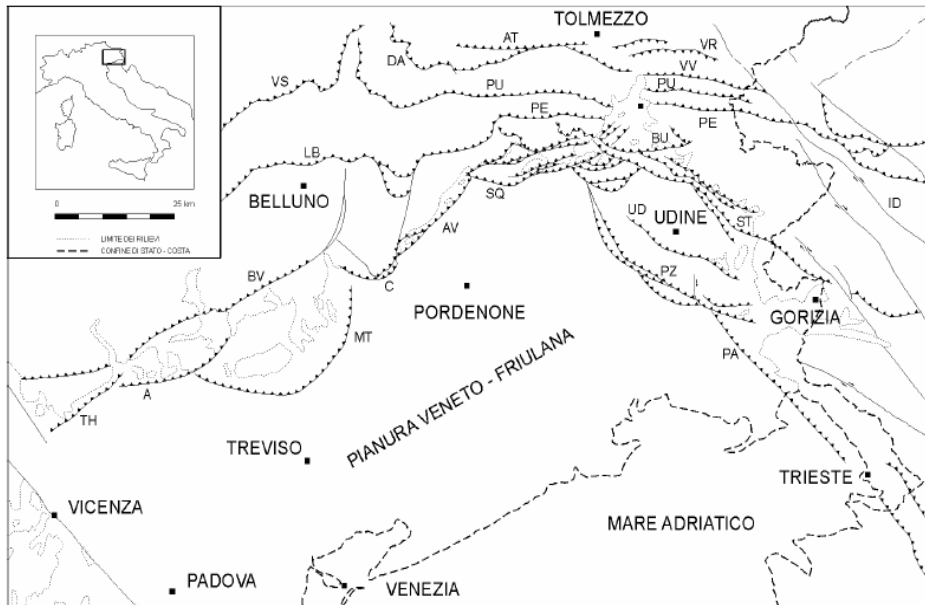 TOLMEZZO
AT
VR
DA
VV
VS
PU
PU
PE
PE
BU
LB
BELLUNO
SQ
ID
UD
UDINE
ST
AV
0
25 km
LIMITE DEI RILIEVI
CONFINE DI STATO - COSTA
BV
C
PZ
PORDENONE
GORIZIA
MT
PA
A
TH
PIANURA VENETO - FRIULANA
TREVISO
TRIESTE
VICENZA
MARE ADRIATICO
PADOVA
VENEZIA